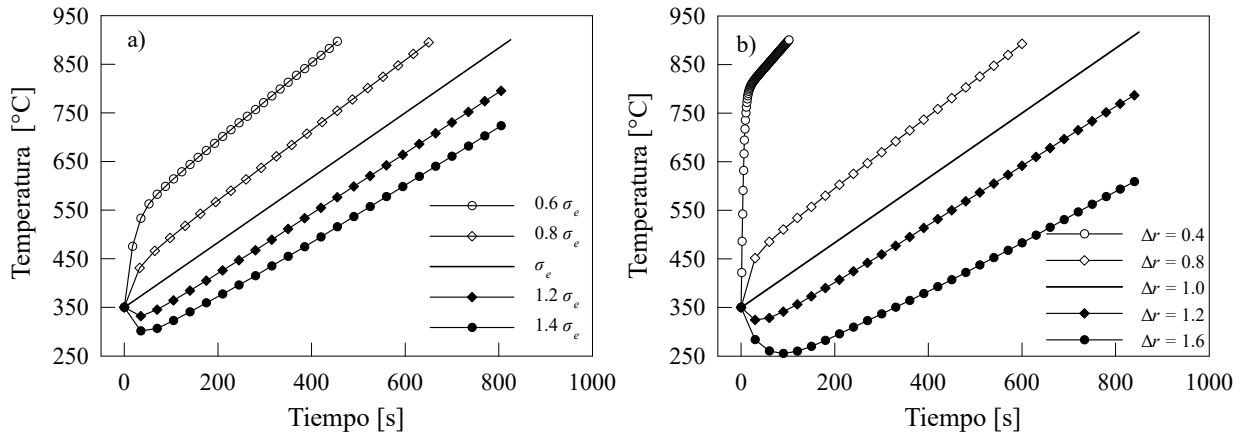 a)
Temperatura [°C]
950
850
750
650
550
450
350
250
0.6 σe
0.8 σe
σe
1.2 σe
1.4 σe
0 200 400 600 800 1000
Tiempo [s]
b)
Temperatura [°C]
950
850
750
650
550
450
350
250
Δr = 0.4
Δr = 0.8
Δr = 1.0
Δr = 1.2
Δr = 1.6
0 200 400 600 800 1000
Tiempo [s]